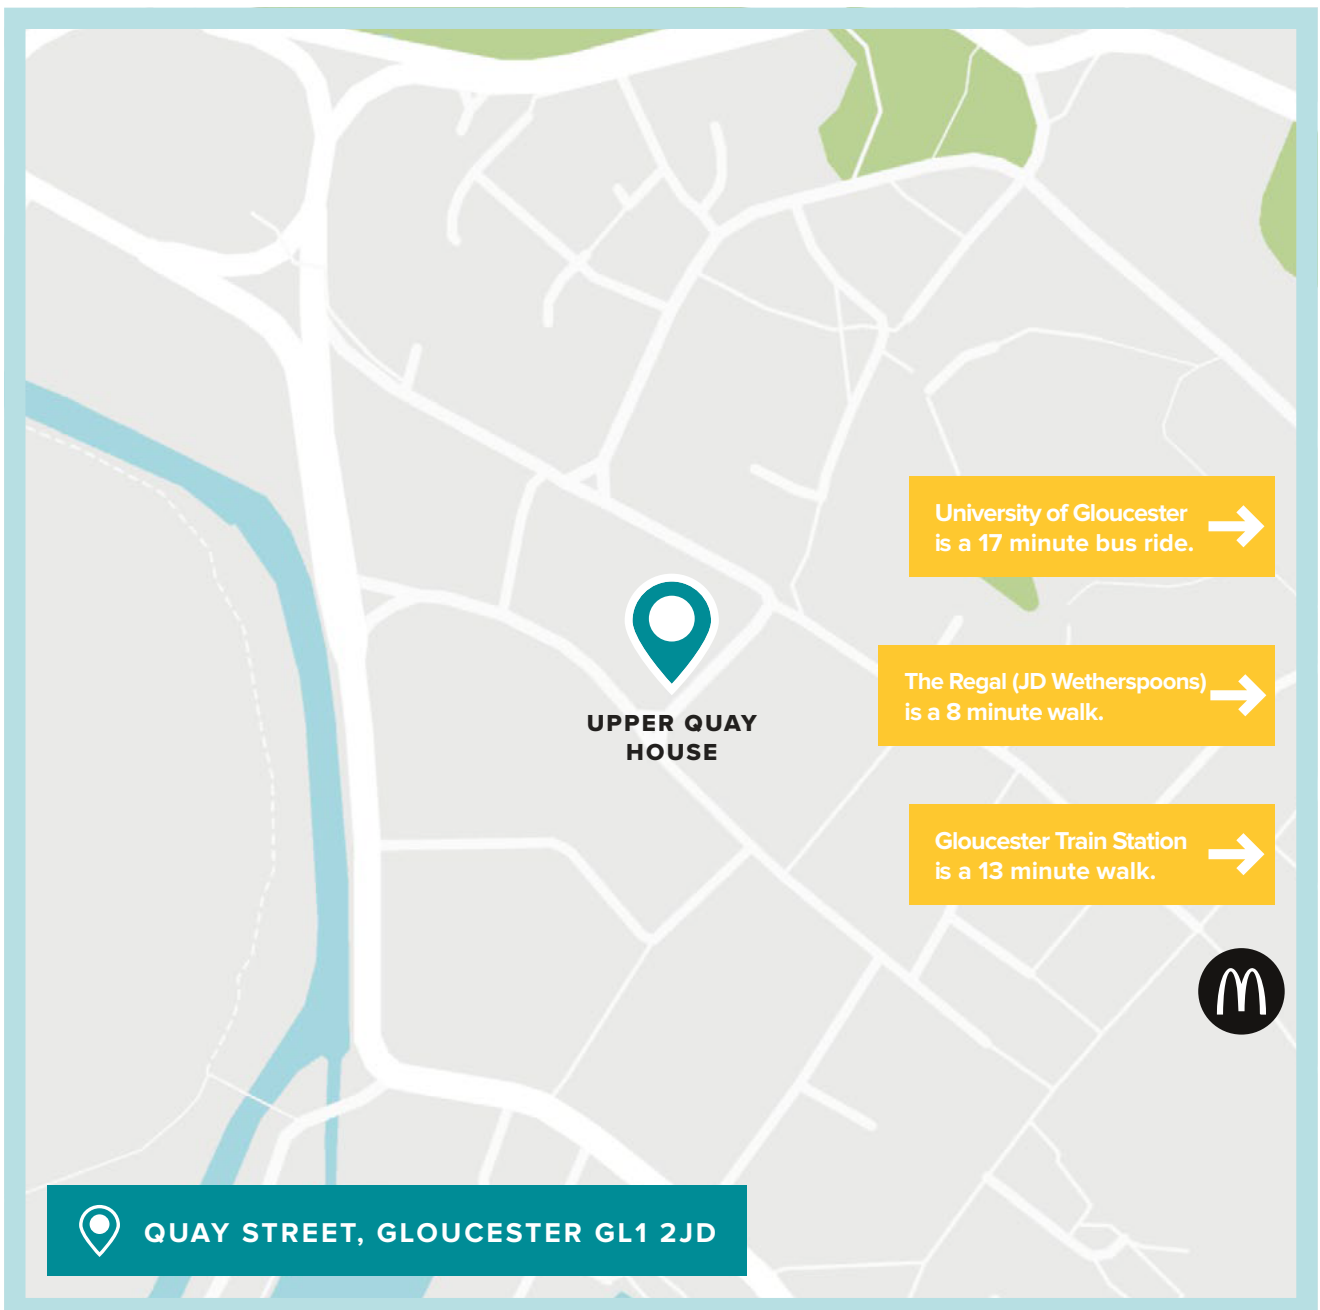 University of Gloucester
is a 17 minute bus ride.
UPPER QUAY
HOUSE
The Regal (JD Wetherspoons)
is a 8 minute walk.
Gloucester Train Station
is a 13 minute walk.
QUAY STREET, GLOUCESTER GL1 2JD